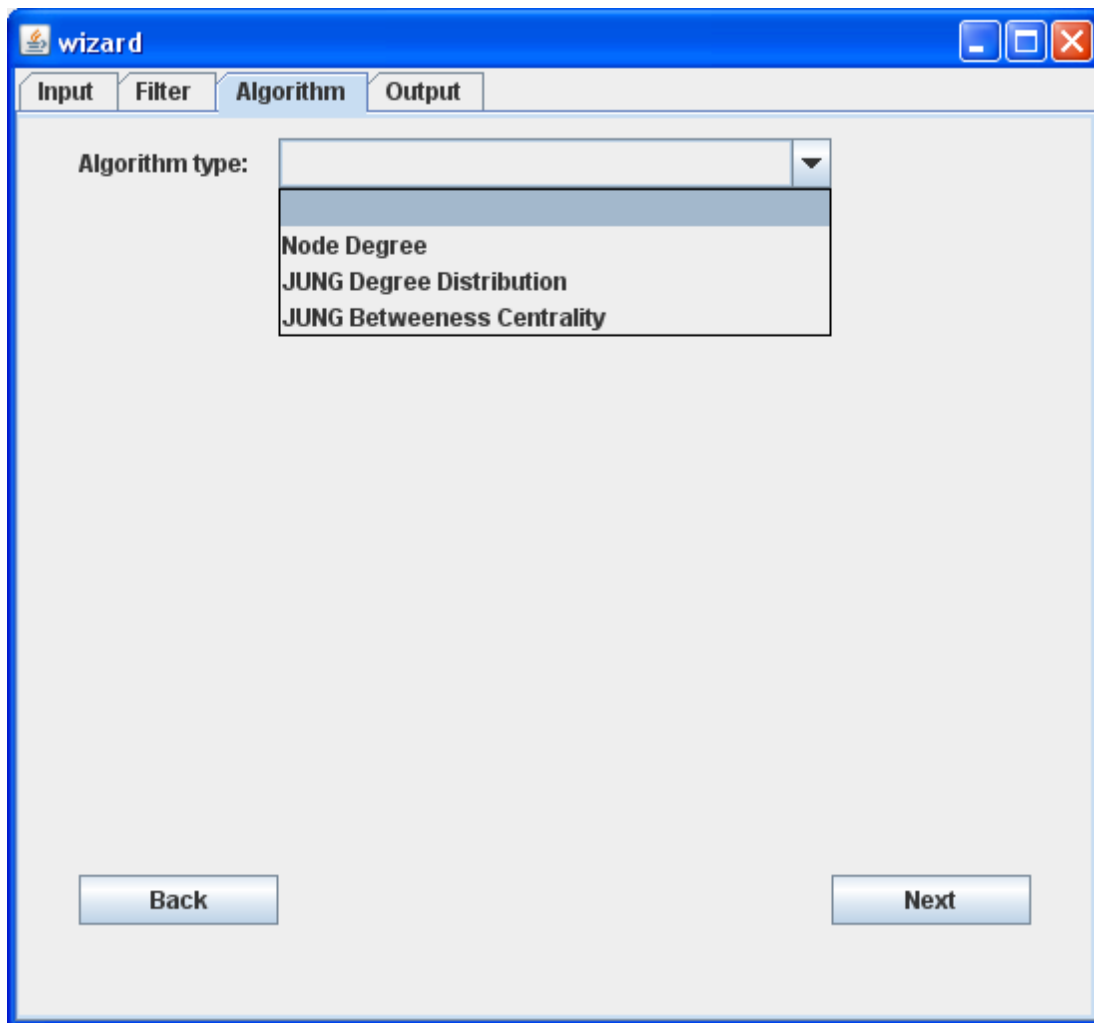 wizard
Input Filter Algorithm Output
Algorithm type:
Node Degree
JUNG Degree Distribution
JUNG Betweeness Centrality
Back Next